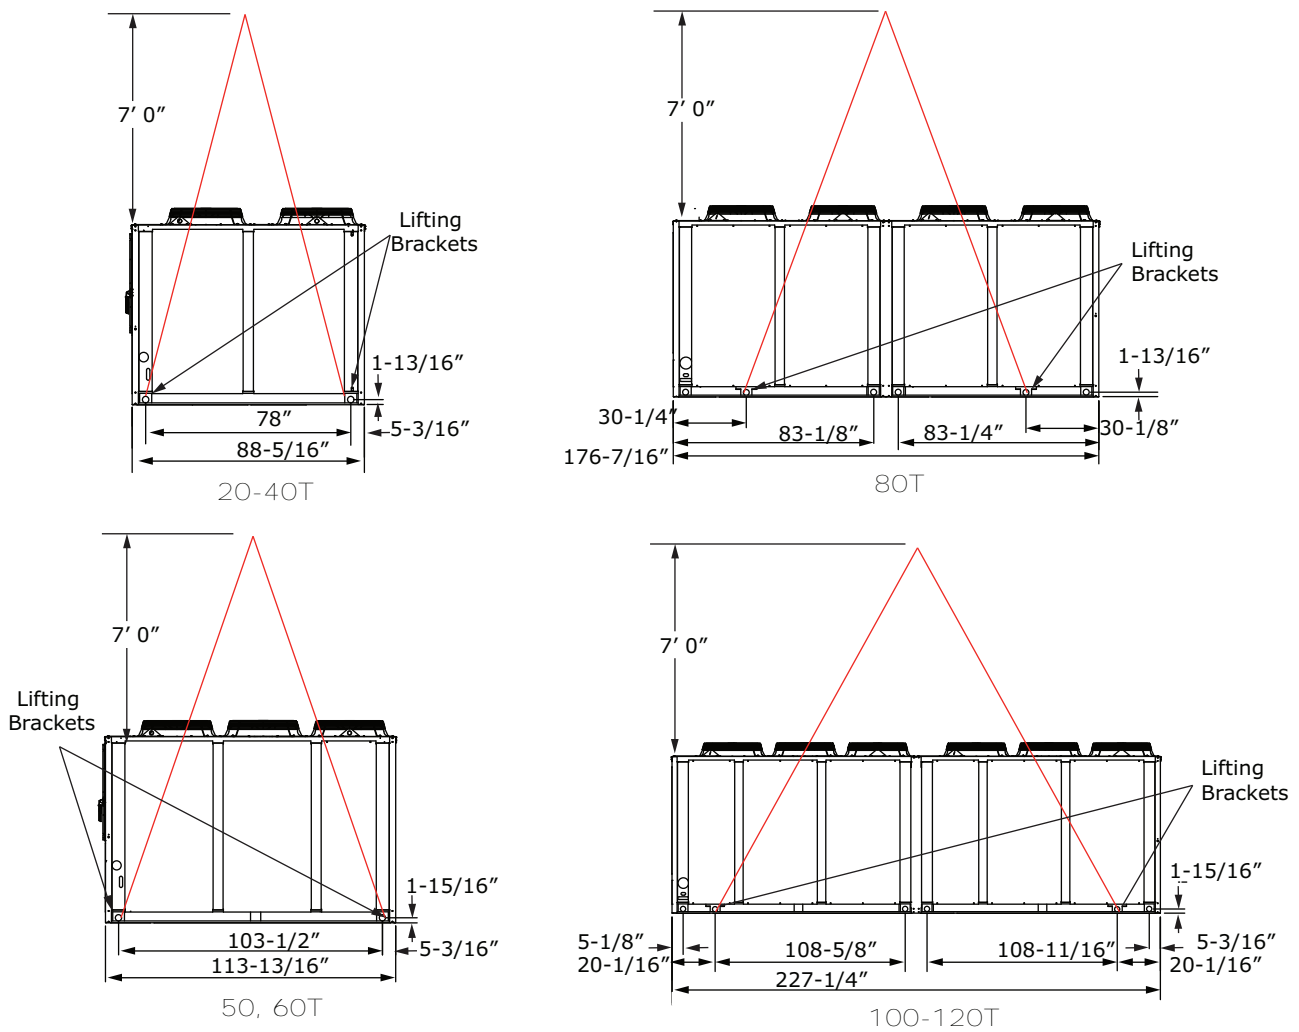 7′ 0″
Lifting
Brackets
1-13/16″
78″
5-3/16″
88-5/16″
20-40T
7′ 0″
Lifting
Brackets
1-13/16″
30-1/4″
83-1/8″
83-1/4″
30-1/8″
176-7/16″
80T
7′ 0″
Lifting
Brackets
1-15/16″
103-1/2″
5-3/16″
113-13/16″
50, 60T
7′ 0″
Lifting
Brackets
1-15/16″
5-1/8″
108-5/8″
108-11/16″
5-3/16″
20-1/16″
20-1/16″
227-1/4″
100-120T